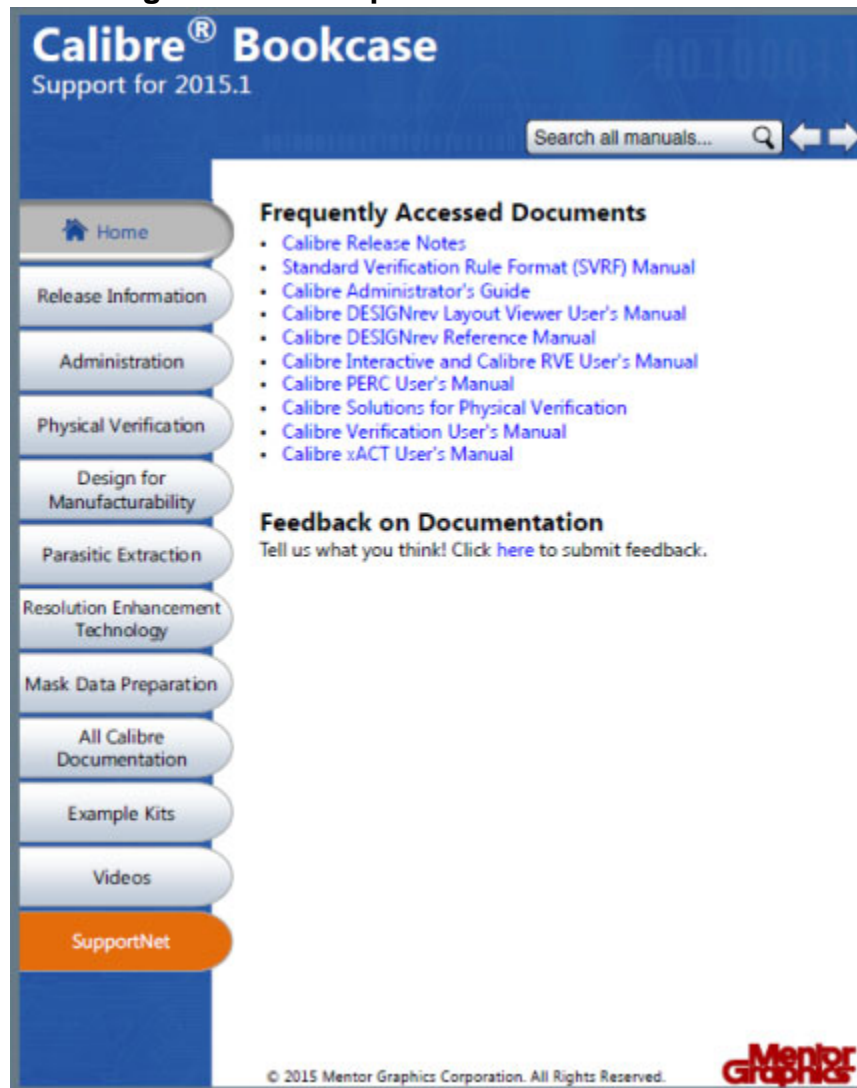 Calibre® Bookcase
Support for 2015.1
Search all manuals...
Home
Release Information
Administration
Physical Verification
Design for
Manufacturability
Parasitic Extraction
Resolution Enhancement
Technology
Mask Data Preparation
All Calibre
Documentation
Example Kits
Videos
SupportNet
Frequently Accessed Documents
• Calibre Release Notes
• Standard Verification Rule Format (SVRF) Manual
• Calibre Administrator's Guide
• Calibre DESIGNrev Layout Viewer User's Manual
• Calibre DESIGNrev Reference Manual
• Calibre Interactive and Calibre RVE User's Manual
• Calibre PERC User's Manual
• Calibre Solutions for Physical Verification
• Calibre Verification User's Manual
• Calibre xACT User's Manual
Feedback on Documentation
Tell us what you think! Click here to submit feedback.
© 2015 Mentor Graphics Corporation. All Rights Reserved.
Mentor
Graphics